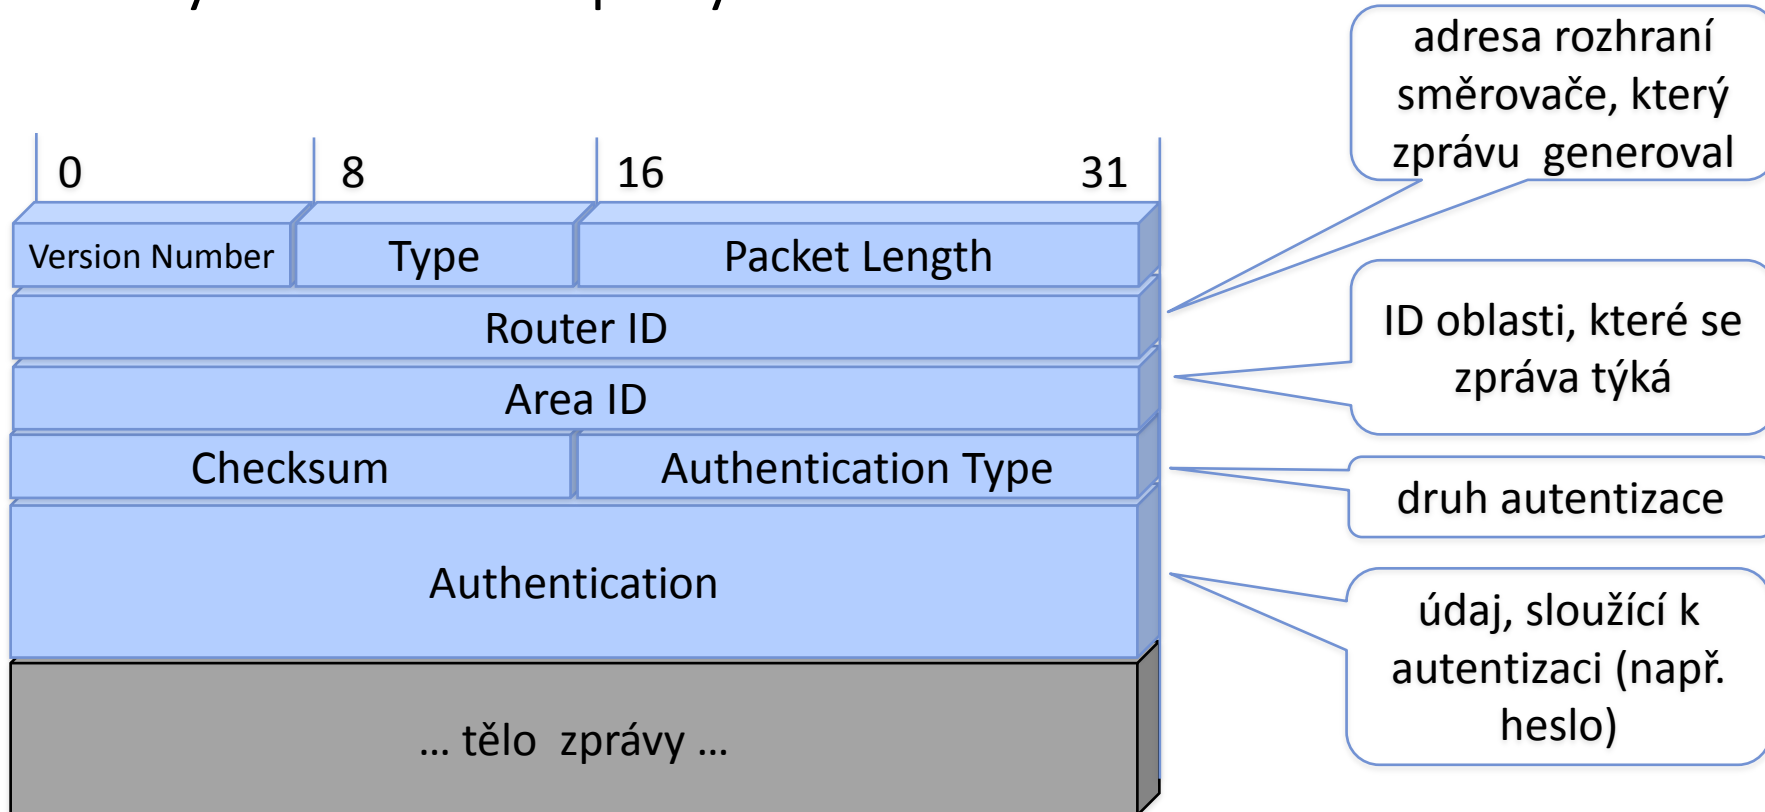 adresa rozhraní
směrovače, který
zprávu generoval
0 8 16 31
Version Number Type Packet Length
Router ID
ID oblasti, které se
zpráva týká
Area ID
Checksum Authentication Type
druh autentizace
Authentication
údaj, sloužící k
autentizaci (např.
heslo)
... tělo zprávy ...